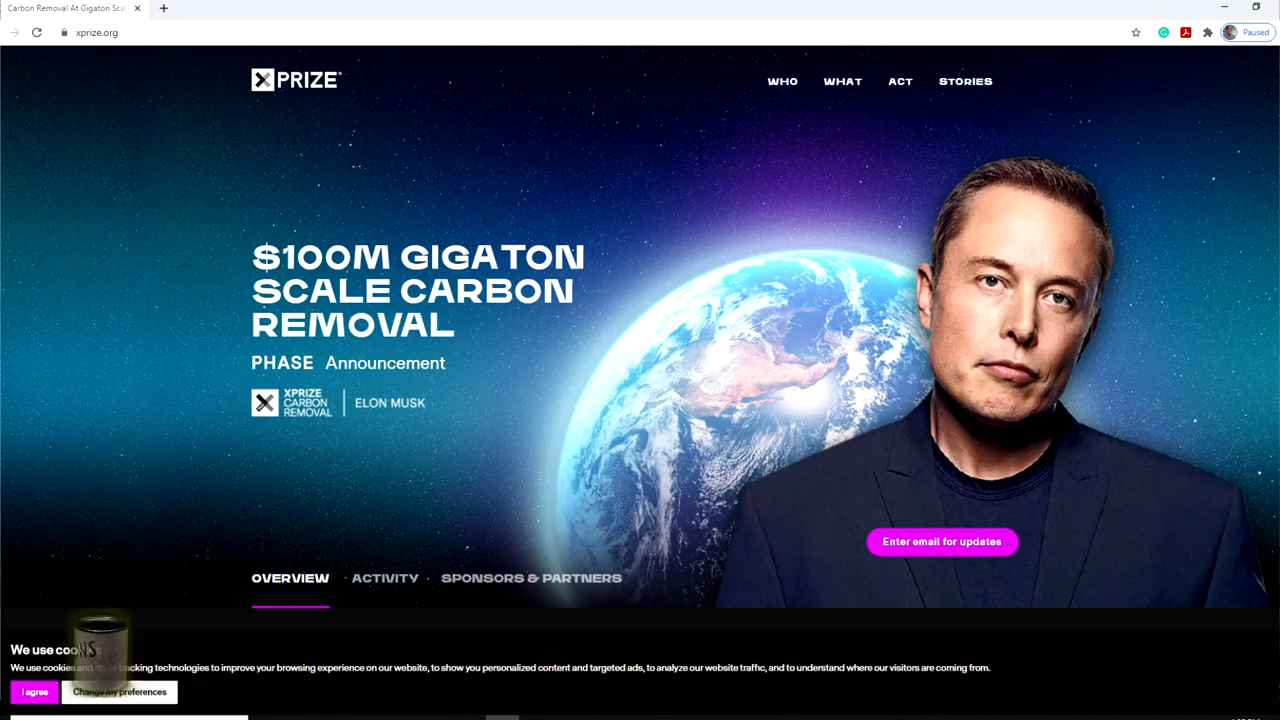 Carbon Removal At Gigaton Sca
xprize.org
Paused
XPRIZE
WHO WHAT ACT STORIES
$100M GIGATON
SCALE CARBON
REMOVAL
PHASE Announcement
XPRIZE
CARBON
REMOVAL
ELON MUSK
Enter email for updates
OVERVIEW · ACTIVITY · SPONSORS & PARTNERS
We use cookies
We use cookies and other tracking technologies to improve your browsing experience on our website, to show you personalized content and targeted ads, to analyze our website traffic, and to understand where our visitors are coming from.
I agree
Change my preferences